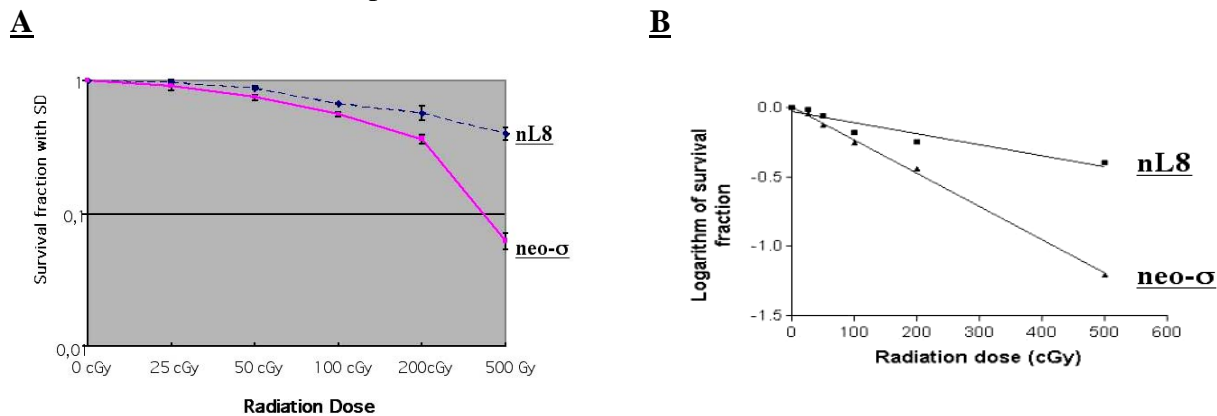 A
B
Survival fraction with SD
1
0,1
0,01
nL8
neo-σ
0 cGy 25 cGy 50 cGy 100 cGy 200cGy 500 Gy
Radiation Dose
Logarithm of survival
fraction
0.0
-0.5
-1.0
-1.5
nL8
neo-σ
0 100 200 300 400 500 600
Radiation dose (cGy)